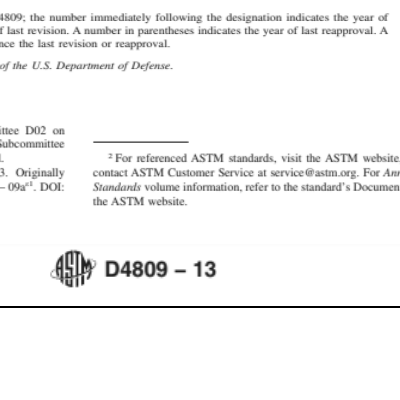 4809; the number immediately following the designation indicates the year of
f last revision. A number in parentheses indicates the year of last reapproval. A
nce the last revision or reapproval.
of the U.S. Department of Defense.
ittee D02 on
Subcommittee
l.
3. Originally
– 09aε1. DOI:
2 For referenced ASTM standards, visit the ASTM website
contact ASTM Customer Service at service@astm.org. For Ann
Standards volume information, refer to the standard's Documen
the ASTM website.
ASTM D4809 – 13